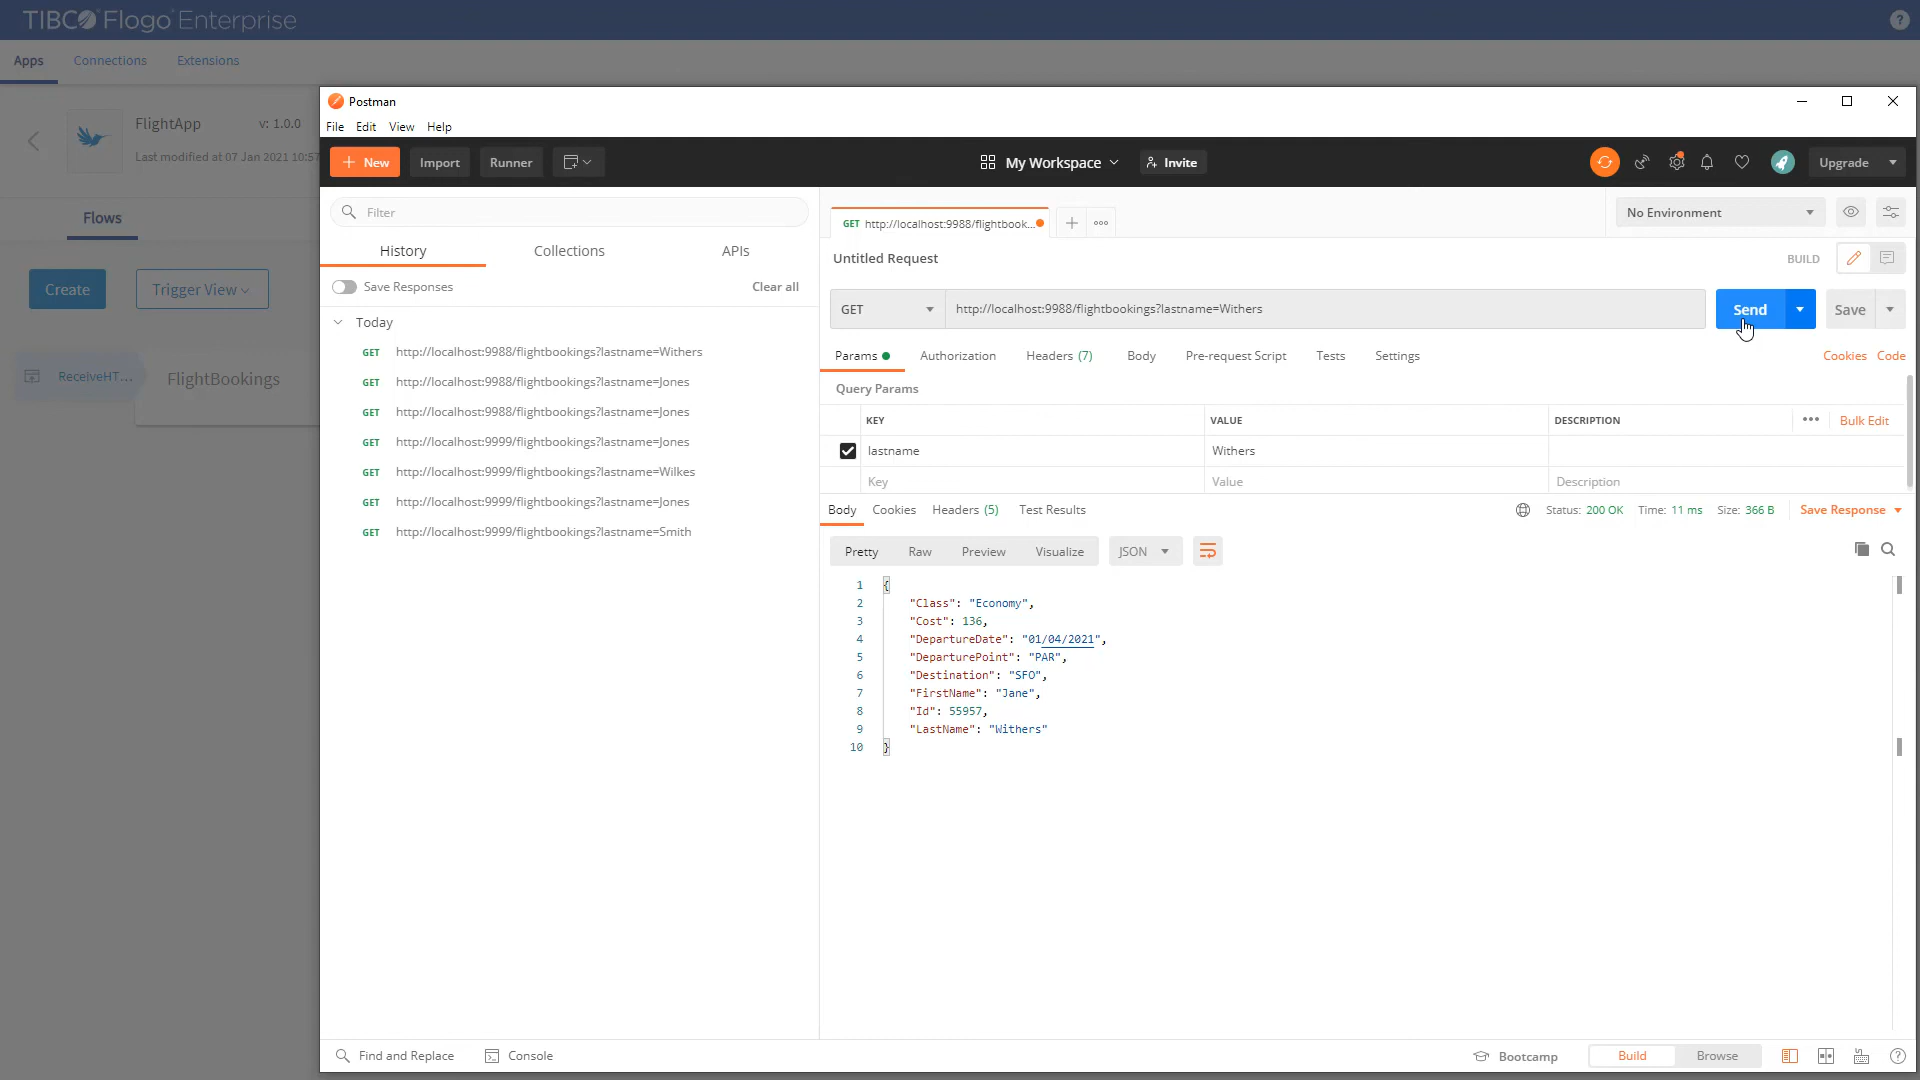 TIBCO Flogo® Enterprise
Apps Connections Extensions
FlightApp v: 1.0.0
Last modified at 07 Jan 2021 10:57
Flows
Create Trigger View
ReceiveHT... FlightBookings
Postman
File Edit View Help
+ New Import Runner My Workspace Invite Upgrade
Filter
History Collections APIs
Save Responses Clear all
Today
GET http://localhost:9988/flightbookings?lastname=Withers
GET http://localhost:9988/flightbookings?lastname=Jones
GET http://localhost:9988/flightbookings?lastname=Jones
GET http://localhost:9999/flightbookings?lastname=Jones
GET http://localhost:9999/flightbookings?lastname=Wilkes
GET http://localhost:9999/flightbookings?lastname=Jones
GET http://localhost:9999/flightbookings?lastname=Smith
GET http://localhost:9988/flightbook... No Environment
Untitled Request BUILD
GET http://localhost:9988/flightbookings?lastname=Withers Send Save
Params Authorization Headers (7) Body Pre-request Script Tests Settings Cookies Code
Query Params
KEY VALUE DESCRIPTION ••• Bulk Edit
lastname Withers
Key Value Description
Body Cookies Headers (5) Test Results Status: 200 OK Time: 11 ms Size: 366 B Save Response
Pretty Raw Preview Visualize JSON
1 {
2 "Class": "Economy",
3 "Cost": 136,
4 "DepartureDate": "01/04/2021",
5 "DeparturePoint": "PAR",
6 "Destination": "SFO",
7 "FirstName": "Jane",
8 "Id": 55957,
9 "LastName": "Withers"
10 }
Find and Replace Console Bootcamp Build Browse